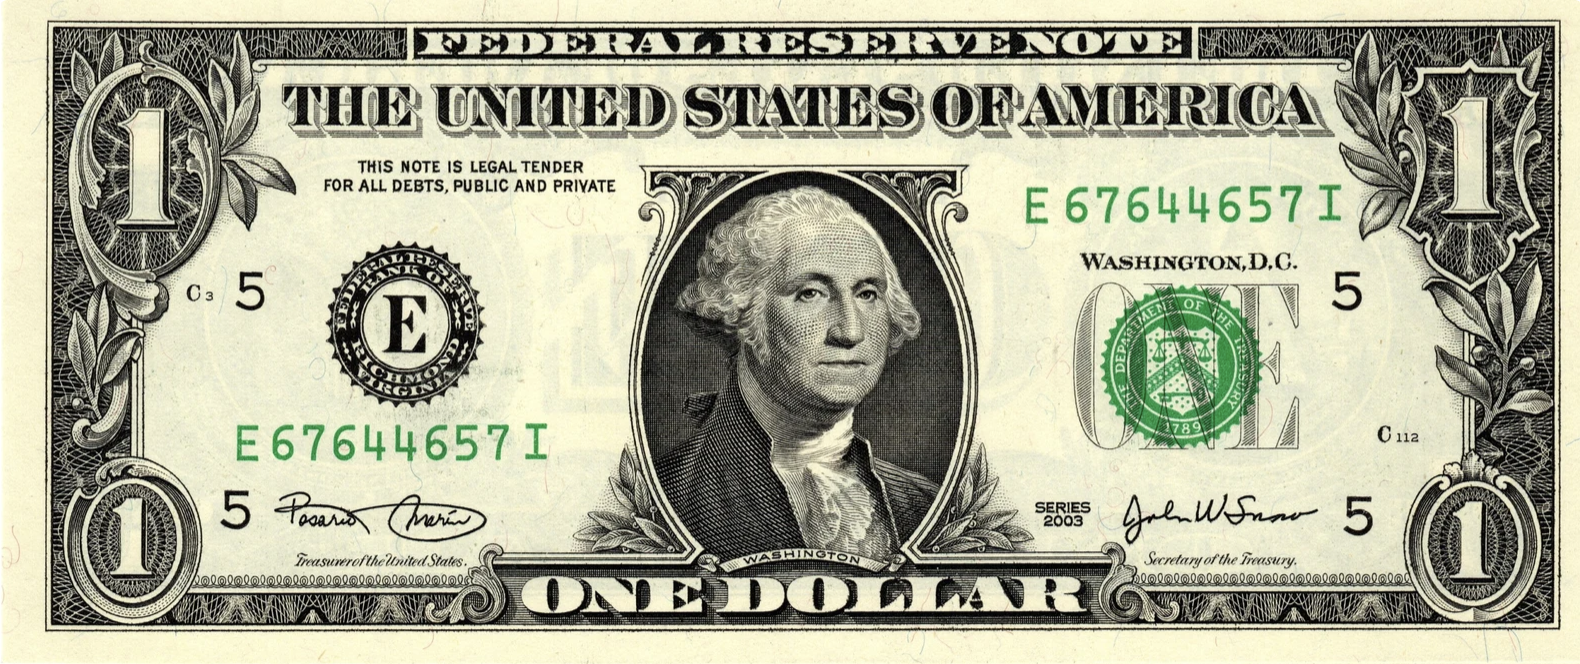 FEDERAL RESERVE NOTE
THE UNITED STATES OF AMERICA
1
1
THIS NOTE IS LEGAL TENDER
FOR ALL DEBTS, PUBLIC AND PRIVATE
E 67644657 I
WASHINGTON, D.C.
C3 5
FEDERAL RESERVE BANK OF
E
RICHMOND
VIRGINIA
5
ONE
THE DEPARTMENT OF THE TREASURY
1789
E 67644657 I
C 112
5
Rosario Marin
Treasurer of the United States.
SERIES
2003
John W Snow
5
Secretary of the Treasury.
WASHINGTON
1
ONE DOLLAR
1